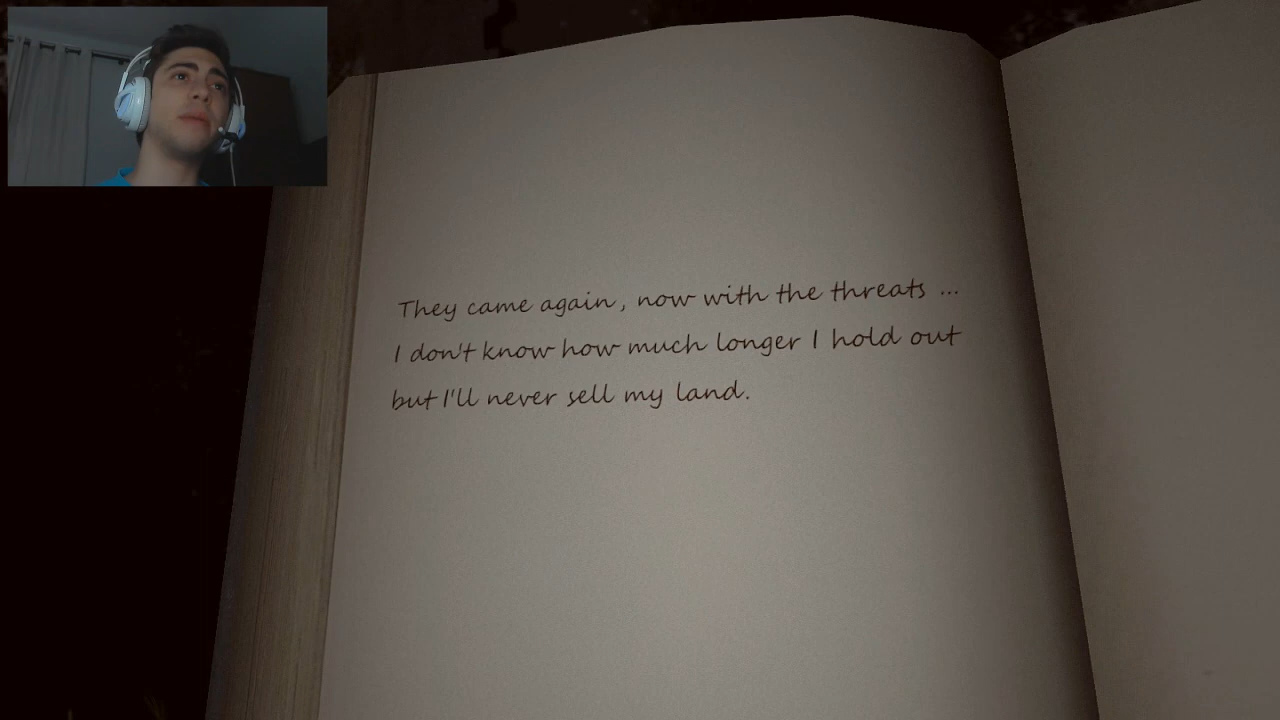 They came again, now with the threats ...
I don't know how much longer I hold out
but I'll never sell my land.